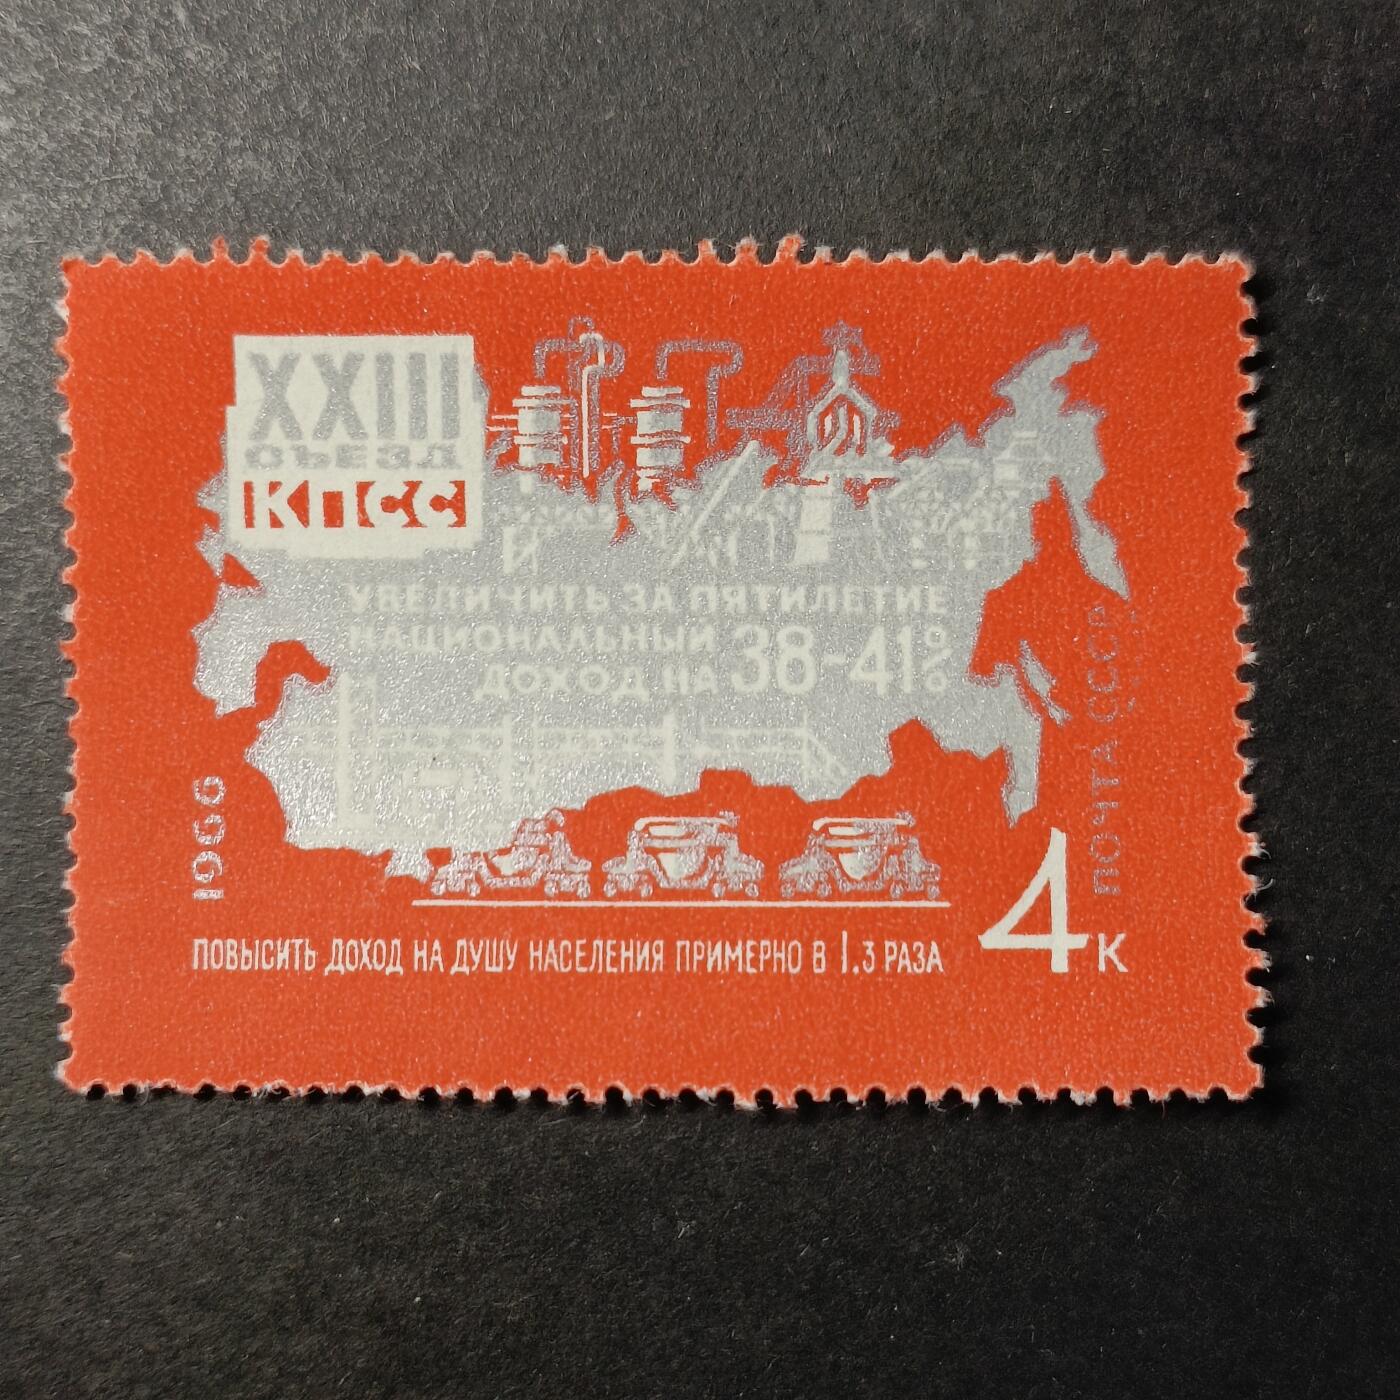 XXIII
СЪЕЗД
КПСС
УВЕЛИЧИТЬ ЗА ПЯТИЛЕТИЕ
НАЦИОНАЛЬНЫЙ
ДОХОД НА 38-41%
1966
ПОЧТА СССР
4к
ПОВЫСИТЬ ДОХОД НА ДУШУ НАСЕЛЕНИЯ ПРИМЕРНО В 1.3 РАЗА